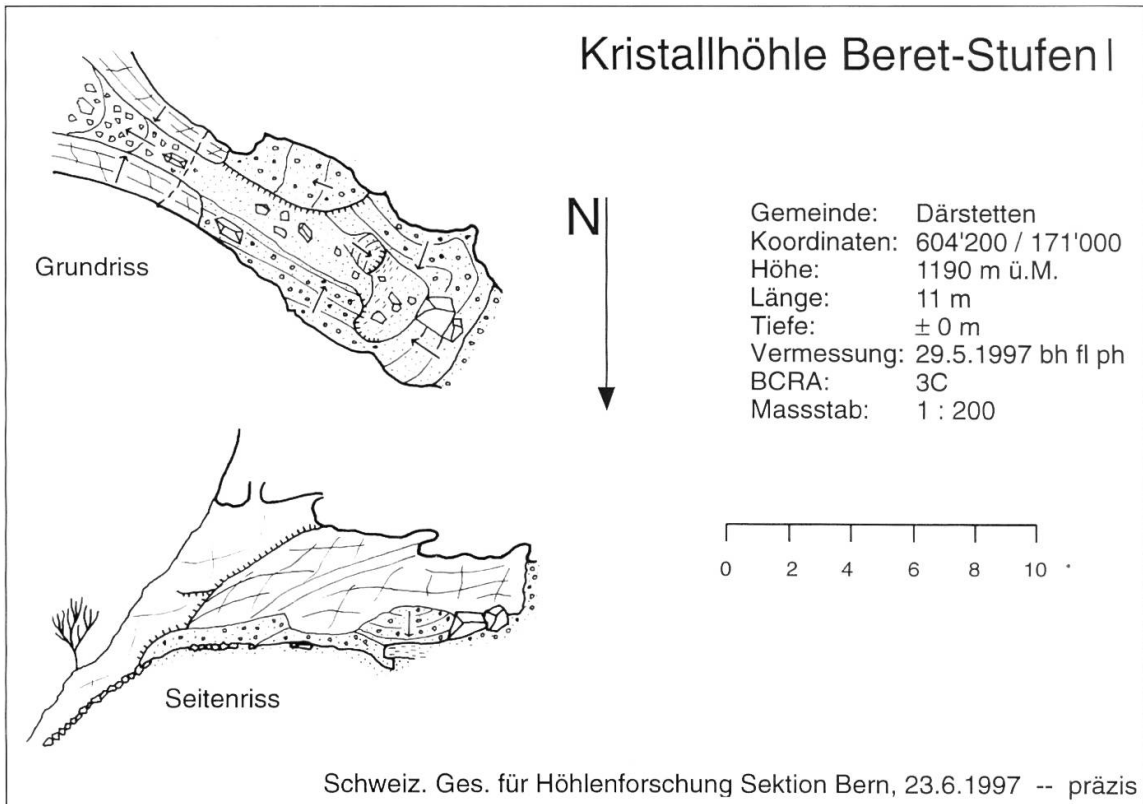 Kristallhöhle Beret-Stufen I
Grundriss
N
Gemeinde: Därstetten
Koordinaten: 604'200 / 171'000
Höhe: 1190 m ü.M.
Länge: 11 m
Tiefe: ± 0 m
Vermessung: 29.5.1997 bh fl ph
BCRA: 3C
Massstab: 1 : 200
0 2 4 6 8 10
Seitenriss
Schweiz. Ges. für Höhlenforschung Sektion Bern, 23.6.1997 -- präzis